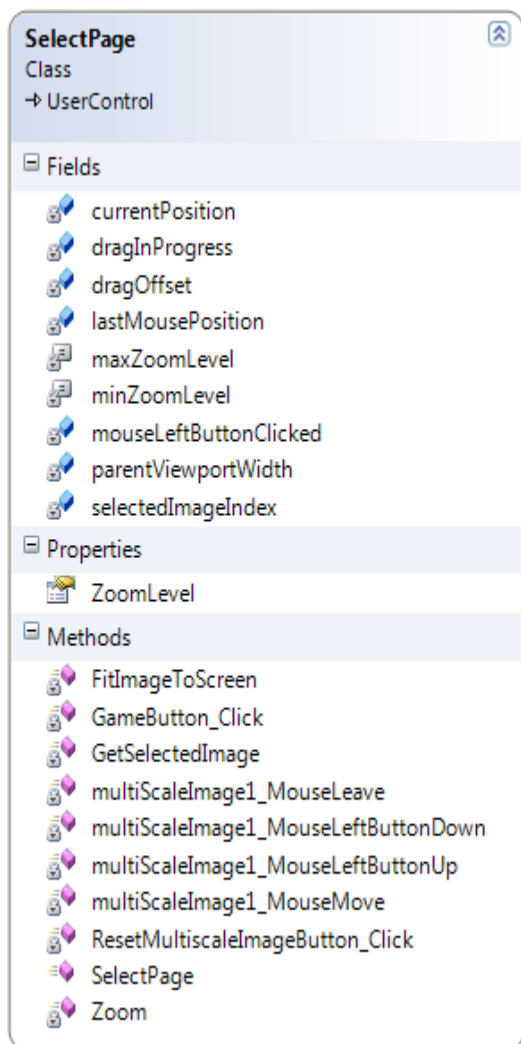 SelectPage
Class
UserControl
Fields
currentPosition
dragInProgress
dragOffset
lastMousePosition
maxZoomLevel
minZoomLevel
mouseLeftButtonClicked
parentViewportWidth
selectedImageIndex
Properties
ZoomLevel
Methods
FitImageToScreen
GameButton_Click
GetSelectedImage
multiScaleImage1_MouseLeave
multiScaleImage1_MouseLeftButtonDown
multiScaleImage1_MouseLeftButtonUp
multiScaleImage1_MouseMove
ResetMultiscaleImageButton_Click
SelectPage
Zoom